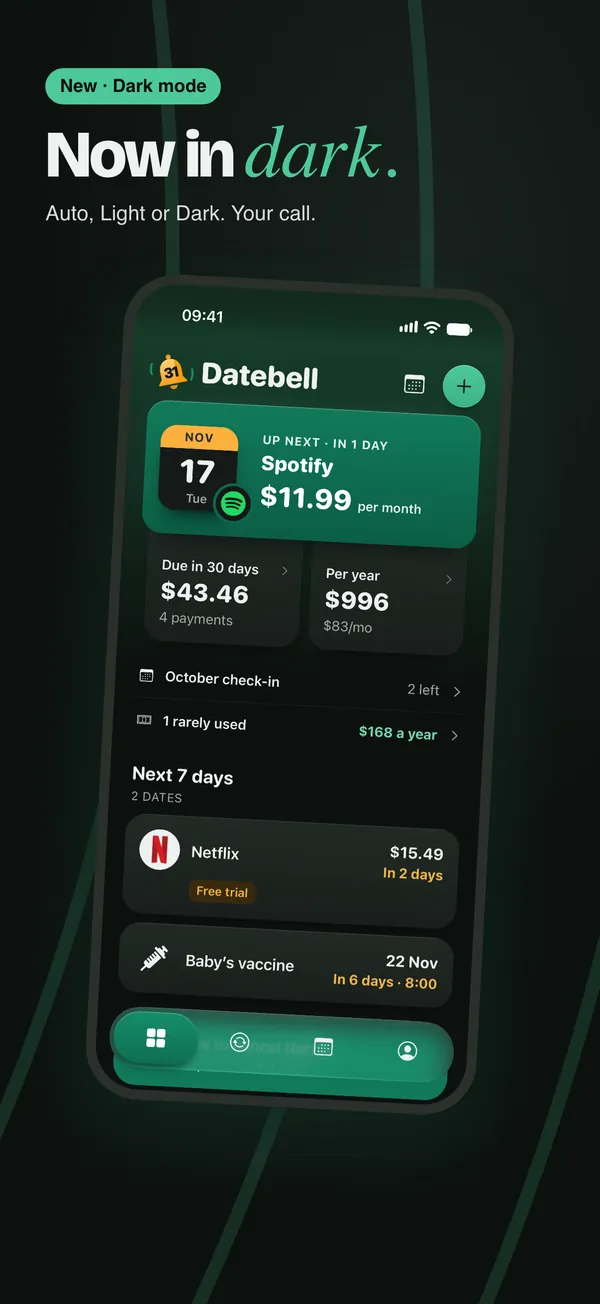 New · Dark mode
Now in dark.
Auto, Light or Dark. Your call.
09:41
31
Datebell
NOV
17
Tue
UP NEXT · IN 1 DAY
Spotify
$11.99 per month
Due in 30 days
$43.46
4 payments
Per year
$996
$83/mo
October check-in 2 left
1 rarely used $168 a year
Next 7 days
2 DATES
N
Netflix $15.49
In 2 days
Free trial
Baby’s vaccine 22 Nov
In 6 days · 8:00